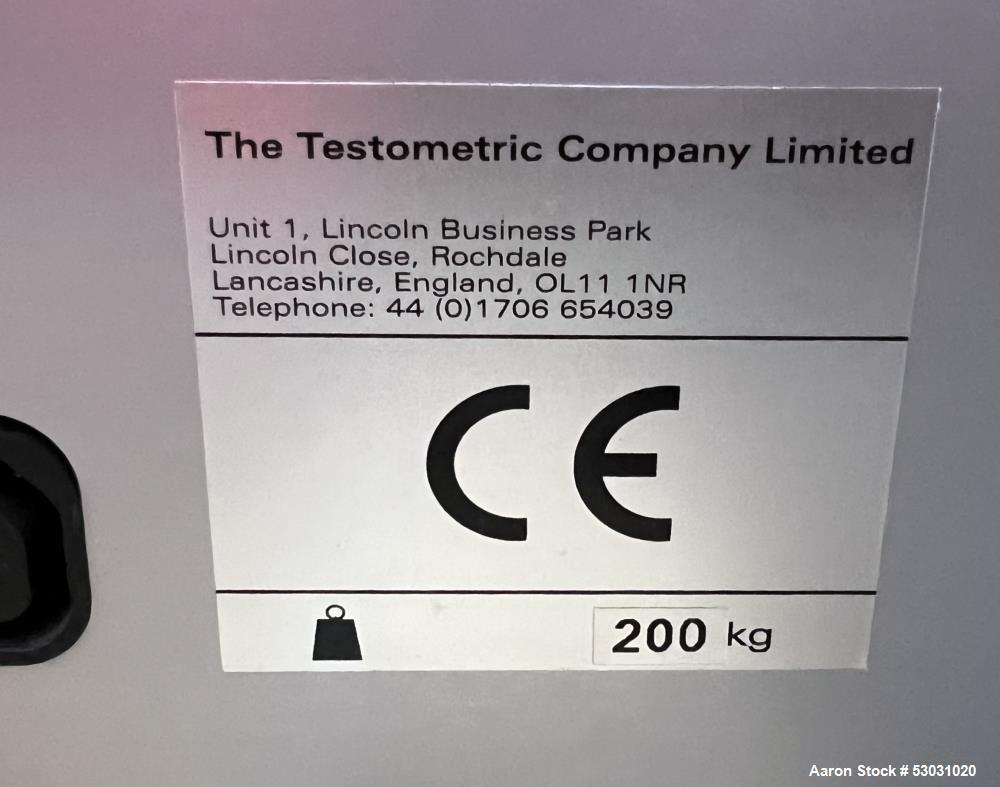 The Testometric Company Limited
Unit 1, Lincoln Business Park
Lincoln Close, Rochdale
Lancashire, England, OL11 1NR
Telephone: 44 (0)1706 654039
CE
200 kg
Aaron Stock # 53031020